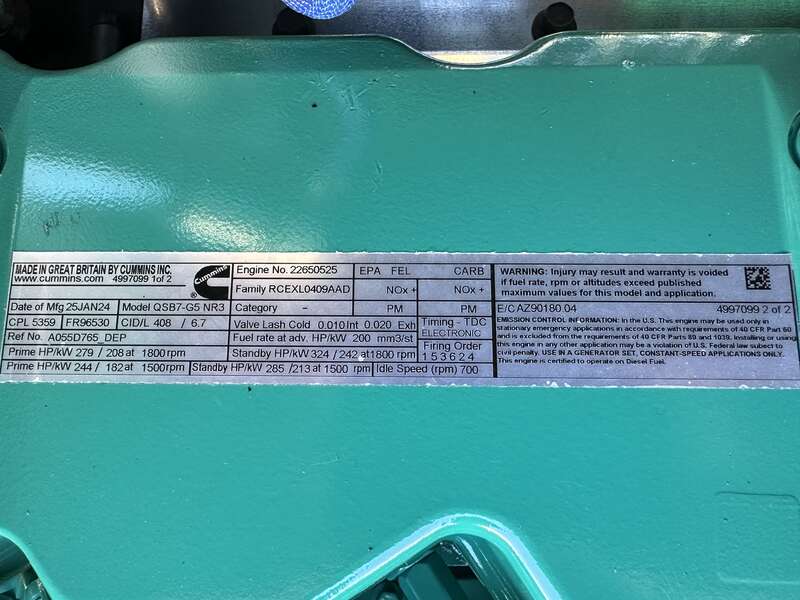 MADE IN GREAT BRITAIN BY CUMMINS INC.
www.cummins.com 4997099 1 of 2
Cummins
Date of Mfg 25JAN24 Model QSB7-G5 NR3
CPL 5359 FR96530 CID/L 408 / 6.7
Ref No. A055D765_DEP
Prime HP/kW 279 / 208 at 1800 rpm
Prime HP/kW 244 / 182 at 1500 rpm
Engine No. 22650525
Family RCEXL0409AAD
Category -
Valve Lash Cold 0.010 Int 0.020 Exh
Fuel rate at adv. HP/kW 200 mm3/st
Standby HP/kW 324 / 242 at 1800 rpm
Standby HP/kW 285 / 213 at 1500 rpm
Idle Speed (rpm) 700
EPA FEL CARB
NOx + NOx +
PM PM
Timing - TDC
ELECTRONIC
Firing Order
1 5 3 6 2 4
WARNING: Injury may result and warranty is voided
if fuel rate, rpm or altitudes exceed published
maximum values for this model and application.
E/C AZ90180.04 4997099 2 of 2
EMISSION CONTROL INFORMATION: In the U.S. This engine may be used only in
stationary applications in accordance with requirements of 40 CFR Part 60
and is excluded from the requirements of 40 CFR Parts 89 and 1039. Installing or using
this engine in any other application may be a violation of U.S. Federal law subject to
civil penalty. USE IN A GENERATOR SET, CONSTANT-SPEED APPLICATIONS ONLY.
This engine is certified to operate on Diesel Fuel.